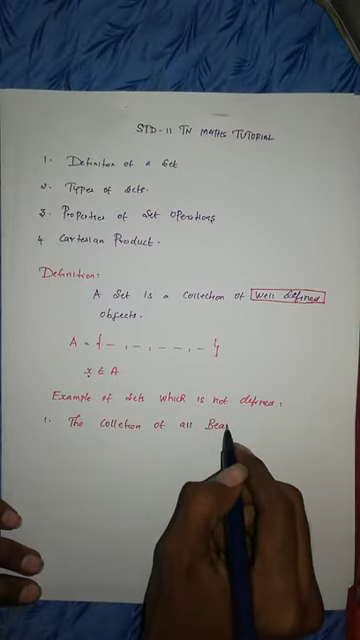 STD-11 TN MATHS TUTORIAL
1. Definition of a Set
2. Types of Sets.
3. Properties of Set Operations
4 Cartesian Product.
Definition:
A Set is a Collection of well defined
Objects.
A = { - , - , - - , - }
x ∈ A
Example of Sets which is not defined:
1. The Colletion of all Bea